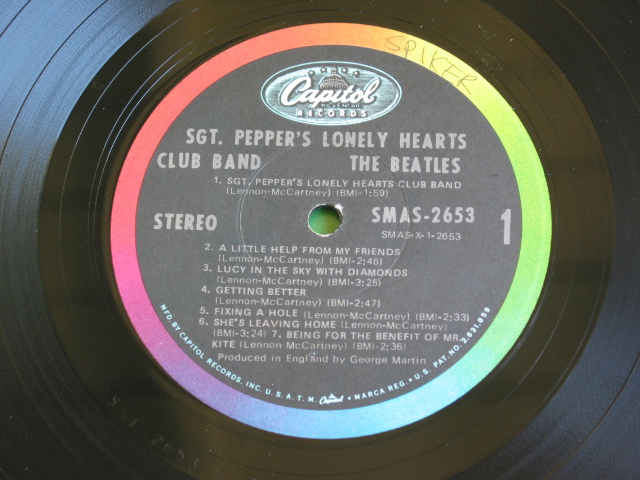 SPIKER
Capitol
RECORDS
SGT. PEPPER'S LONELY HEARTS
CLUB BAND THE BEATLES
1. SGT. PEPPER'S LONELY HEARTS CLUB BAND
(Lennon-McCartney) (BMI-1:59)
STEREO
SMAS-2653
SMAS-X-1-2653
1
2. A LITTLE HELP FROM MY FRIENDS
(Lennon-McCartney) (BMI-2:46)
3. LUCY IN THE SKY WITH DIAMONDS
(Lennon-McCartney) (BMI-3:25)
4. GETTING BETTER
(Lennon-McCartney) (BMI-2:47)
5. FIXING A HOLE (Lennon-McCartney) (BMI-2:33)
6. SHE'S LEAVING HOME (Lennon-McCartney)
(BMI-3:24) 7. BEING FOR THE BENEFIT OF MR.
KITE (Lennon-McCartney) (BMI-2:36)
Produced in England by George Martin
MFD BY CAPITOL RECORDS, INC. U.S.A. T.M. Capitol • MARCA REG. • U.S. PAT. NO. 2,631,859